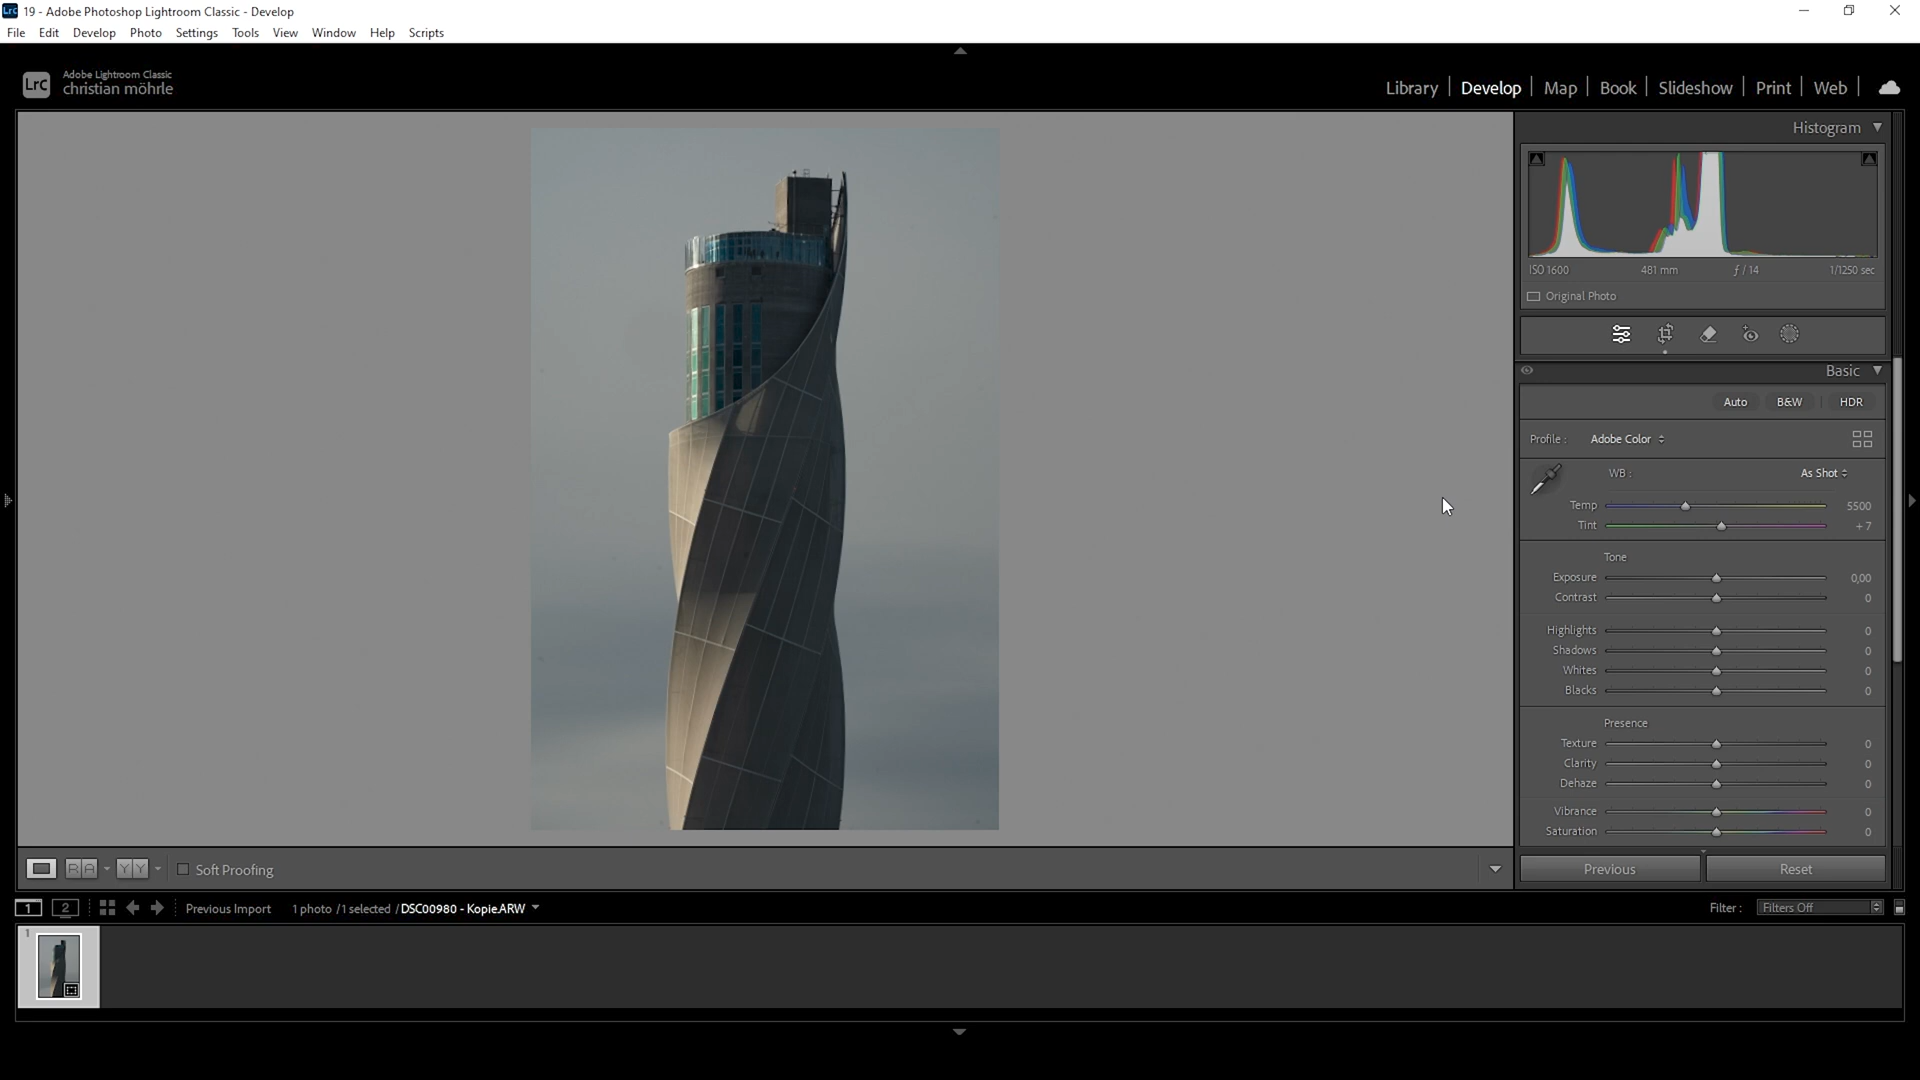 Lrc 19 - Adobe Photoshop Lightroom Classic - Develop
File Edit Develop Photo Settings Tools View Window Help Scripts
LrC Adobe Lightroom Classic
christian möhrle
Library Develop Map Book Slideshow Print Web
Histogram
ISO 1600 481 mm ƒ / 14 1/1250 sec
Original Photo
Basic
Auto B&W HDR
Profile : Adobe Color
WB : As Shot
Temp 5500
Tint + 7
Tone
Exposure 0,00
Contrast 0
Highlights 0
Shadows 0
Whites 0
Blacks 0
Presence
Texture 0
Clarity 0
Dehaze 0
Vibrance 0
Saturation 0
Previous Reset
R A Y Y Soft Proofing
1 2 Previous Import 1 photo / 1 selected / DSC00980 - Kopie.ARW Filter : Filters Off
1